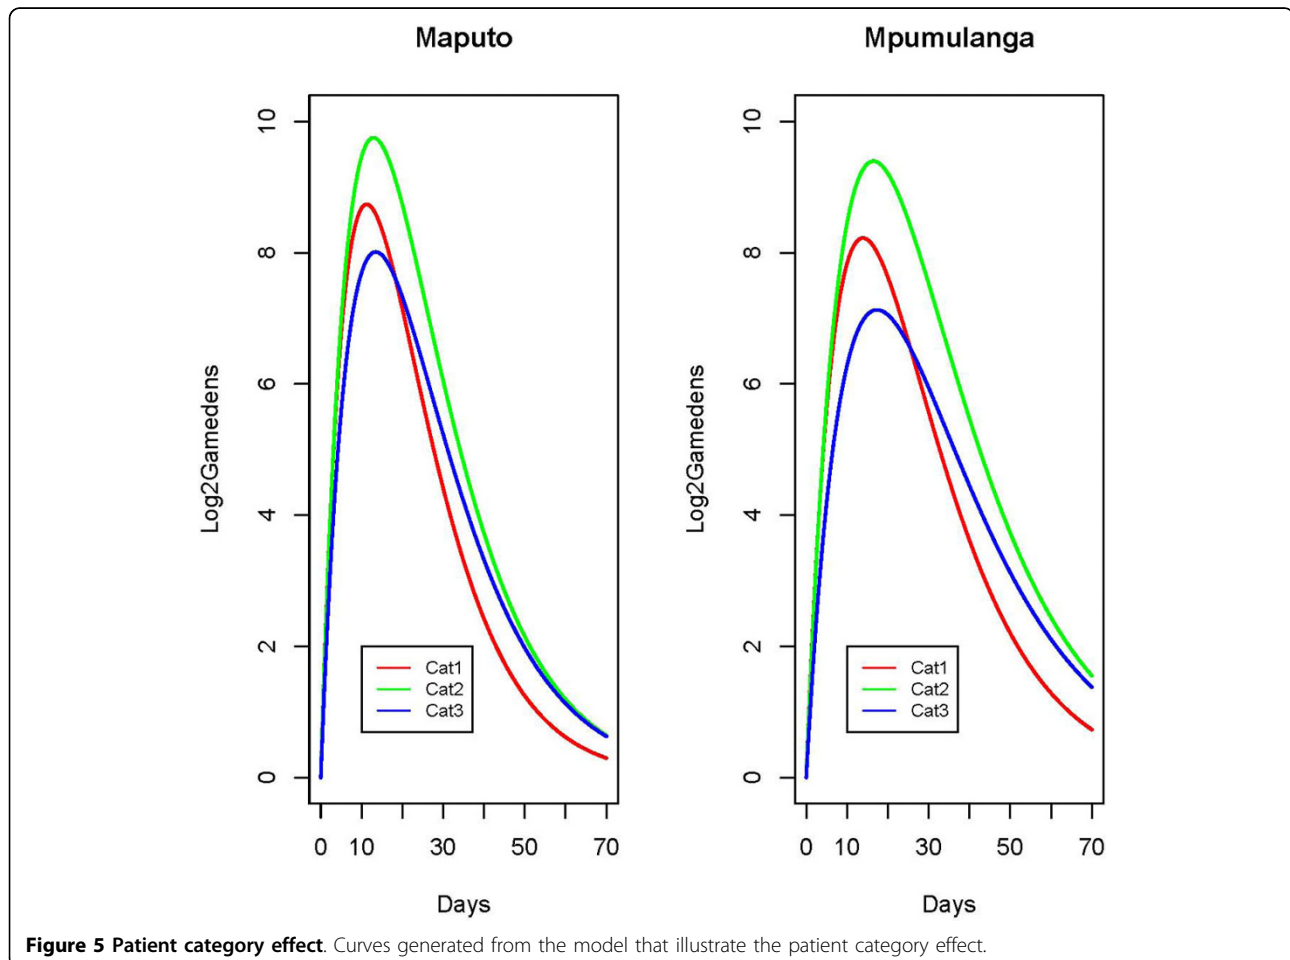 Maputo
Mpumulanga
Log2Gamedens
10
8
6
4
2
0
Cat1
Cat2
Cat3
0 10 30 50 70
Days
Log2Gamedens
10
8
6
4
2
0
Cat1
Cat2
Cat3
0 10 30 50 70
Days
Figure 5 Patient category effect. Curves generated from the model that illustrate the patient category effect.